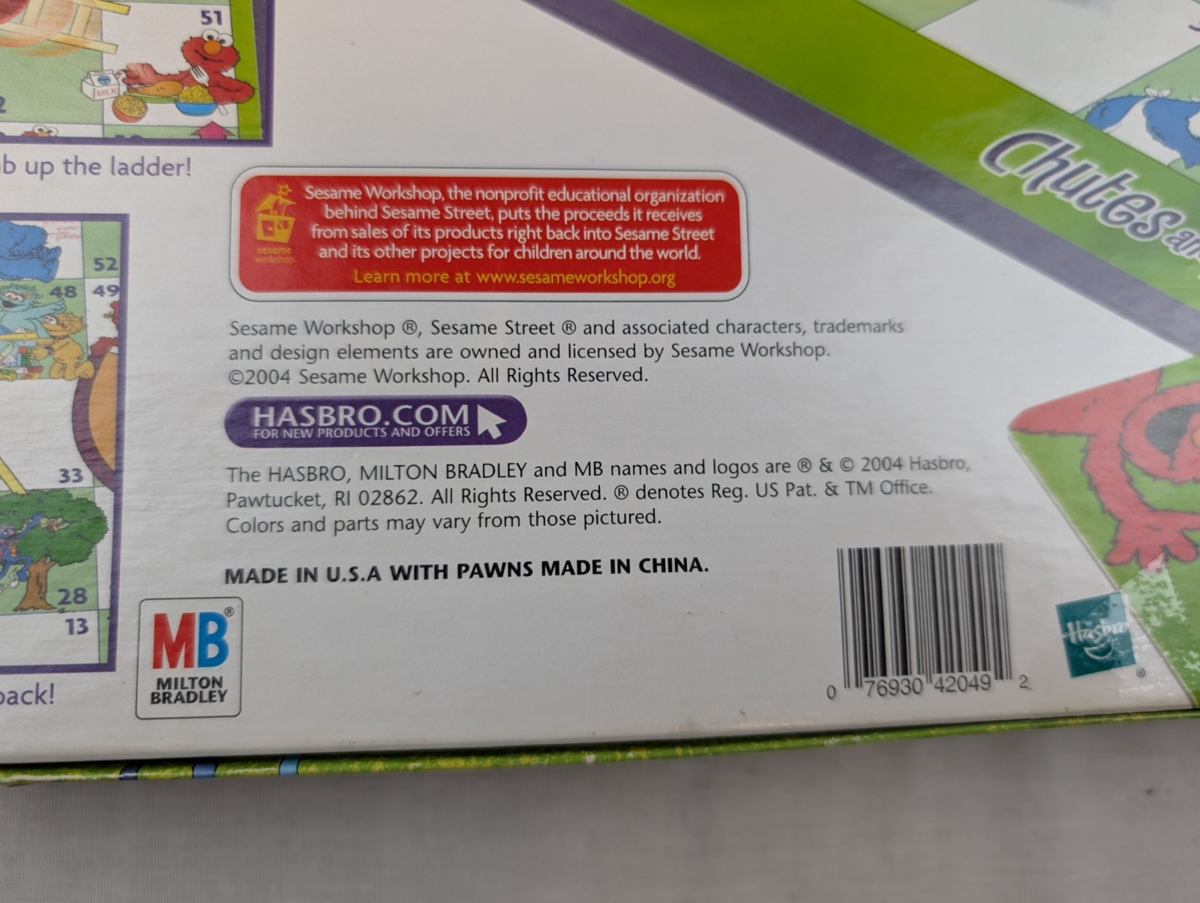 51
MILK
2
b up the ladder!
Chutes an
Sesame Workshop, the nonprofit educational organization
behind Sesame Street, puts the proceeds it receives
from sales of its products right back into Sesame Street
and its other projects for children around the world.
Learn more at www.sesameworkshop.org
sesame
workshop
52
48 49
33
28
13
Sesame Workshop ®, Sesame Street ® and associated characters, trademarks
and design elements are owned and licensed by Sesame Workshop.
©2004 Sesame Workshop. All Rights Reserved.
HASBRO.COM
FOR NEW PRODUCTS AND OFFERS
The HASBRO, MILTON BRADLEY and MB names and logos are ® & © 2004 Hasbro,
Pawtucket, RI 02862. All Rights Reserved. ® denotes Reg. US Pat. & TM Office.
Colors and parts may vary from those pictured.
MADE IN U.S.A WITH PAWNS MADE IN CHINA.
MB®
MILTON
BRADLEY
back!
0 76930 42049 2
Hasbro ®